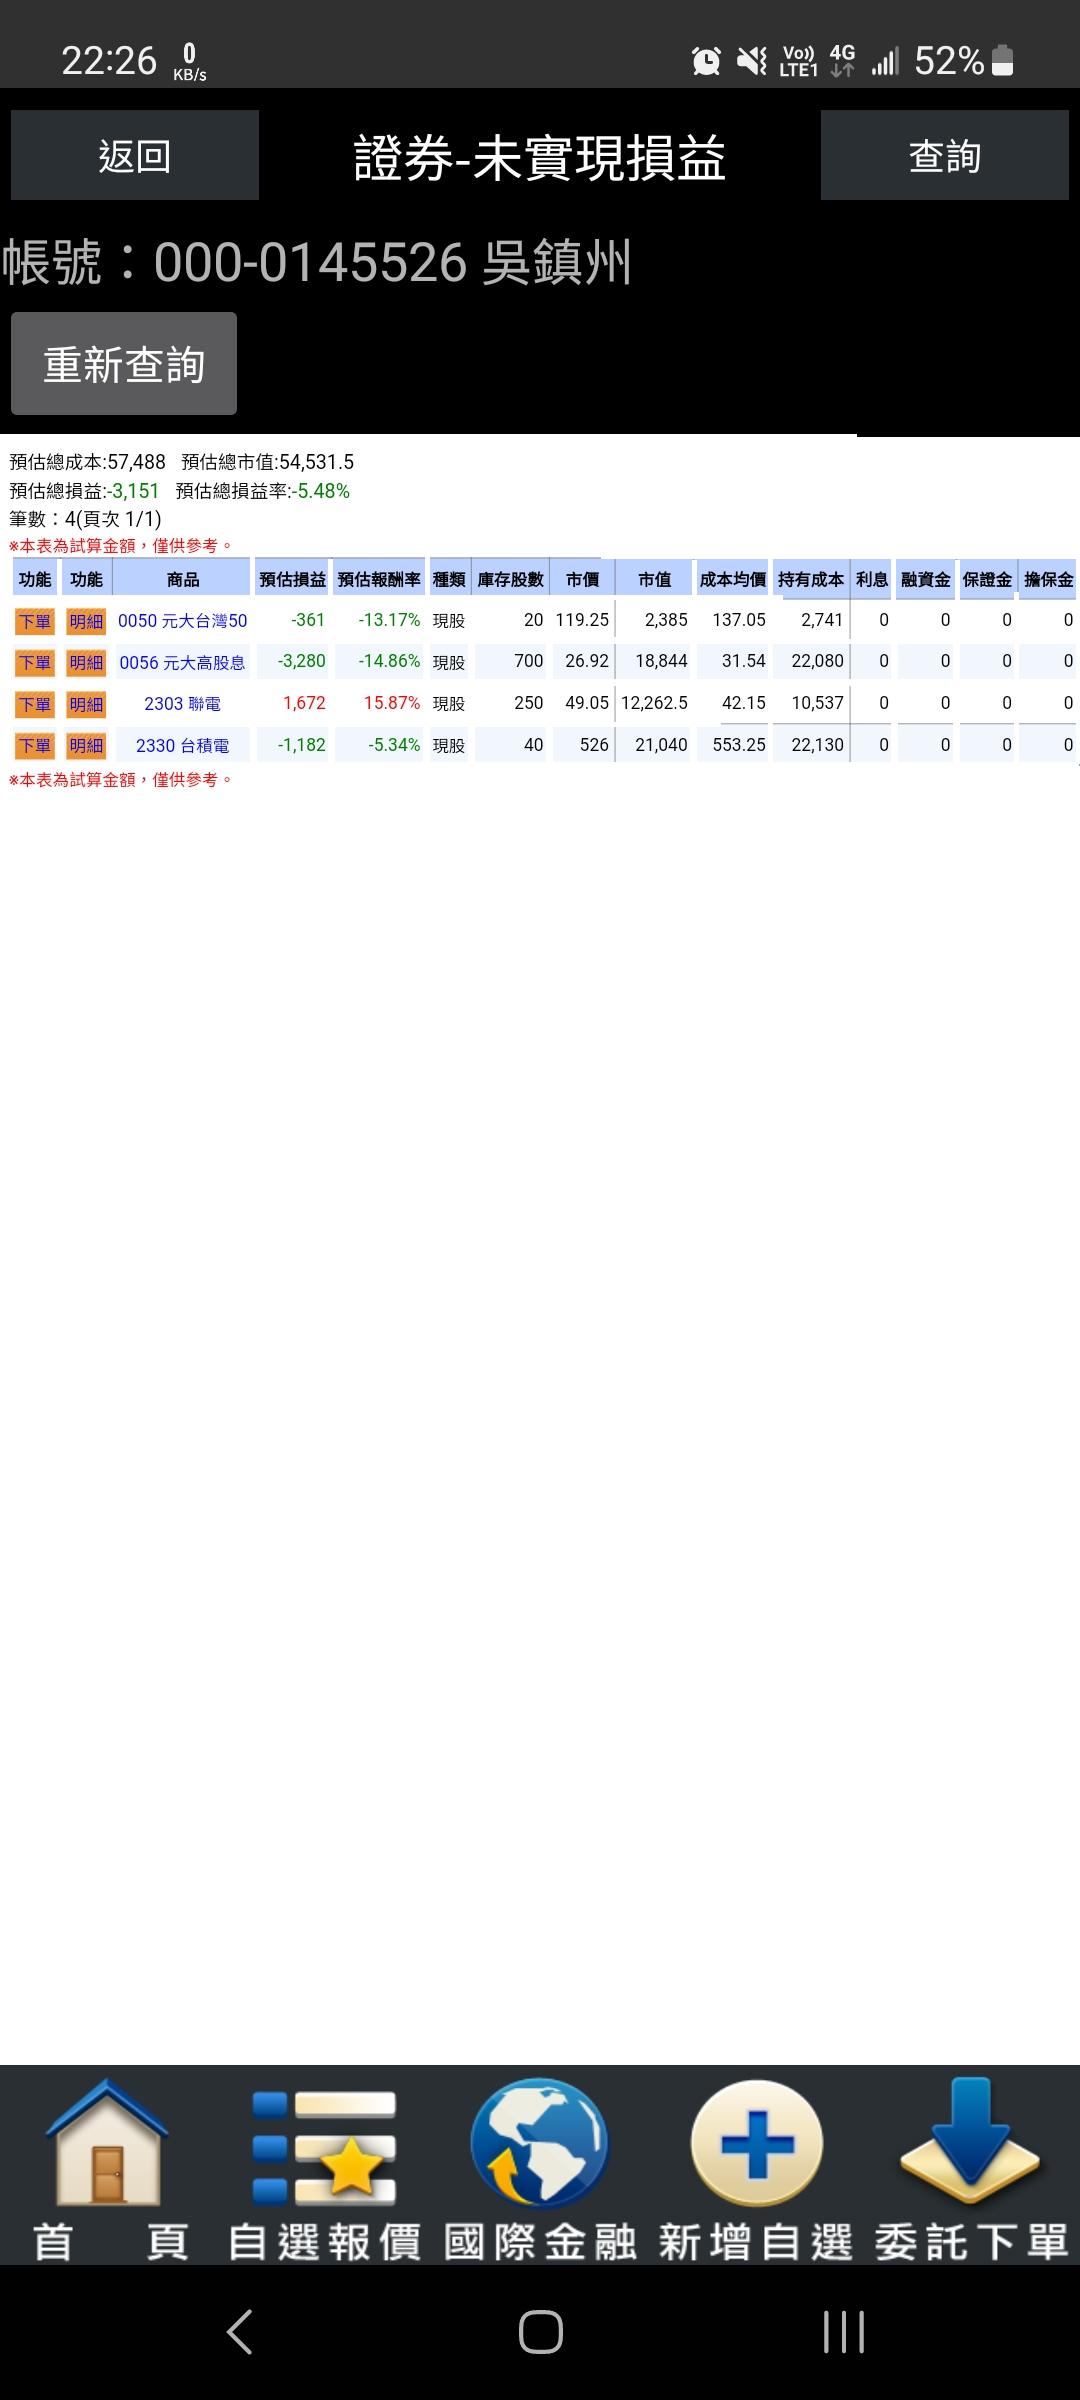 22:26 0 KB/s Vo)) LTE1 4G 52%
返回 證券-未實現損益 查詢
帳號：000-0145526 吳鎮州
重新查詢
預估總成本:57,488 預估總市值:54,531.5
預估總損益:-3,151 預估總損益率:-5.48%
筆數：4(頁次 1/1)
※本表為試算金額，僅供參考。
功能 功能 商品 預估損益 預估報酬率 種類 庫存股數 市價 市值 成本均價 持有成本 利息 融資金 保證金 擔保金
下單 明細 0050 元大台灣50 -361 -13.17% 現股 20 119.25 2,385 137.05 2,741 0 0 0 0
下單 明細 0056 元大高股息 -3,280 -14.86% 現股 700 26.92 18,844 31.54 22,080 0 0 0 0
下單 明細 2303 聯電 1,672 15.87% 現股 250 49.05 12,262.5 42.15 10,537 0 0 0 0
下單 明細 2330 台積電 -1,182 -5.34% 現股 40 526 21,040 553.25 22,130 0 0 0 0
※本表為試算金額，僅供參考。
首頁 自選報價 國際金融 新增自選 委託下單